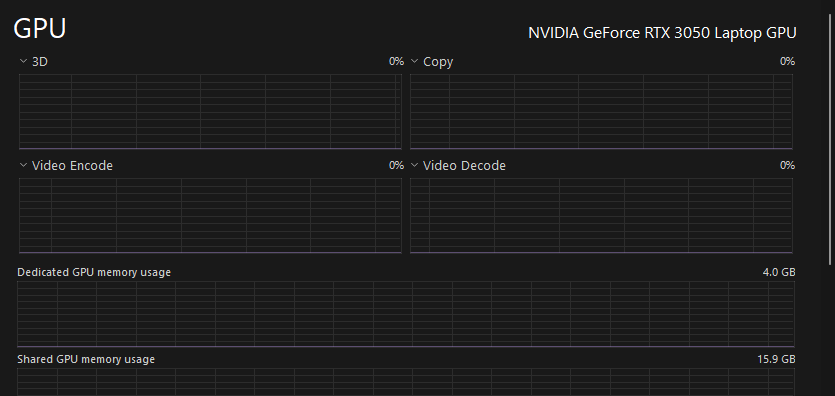 GPU NVIDIA GeForce RTX 3050 Laptop GPU
3D 0% Copy 0%
Video Encode 0% Video Decode 0%
Dedicated GPU memory usage 4.0 GB
Shared GPU memory usage 15.9 GB